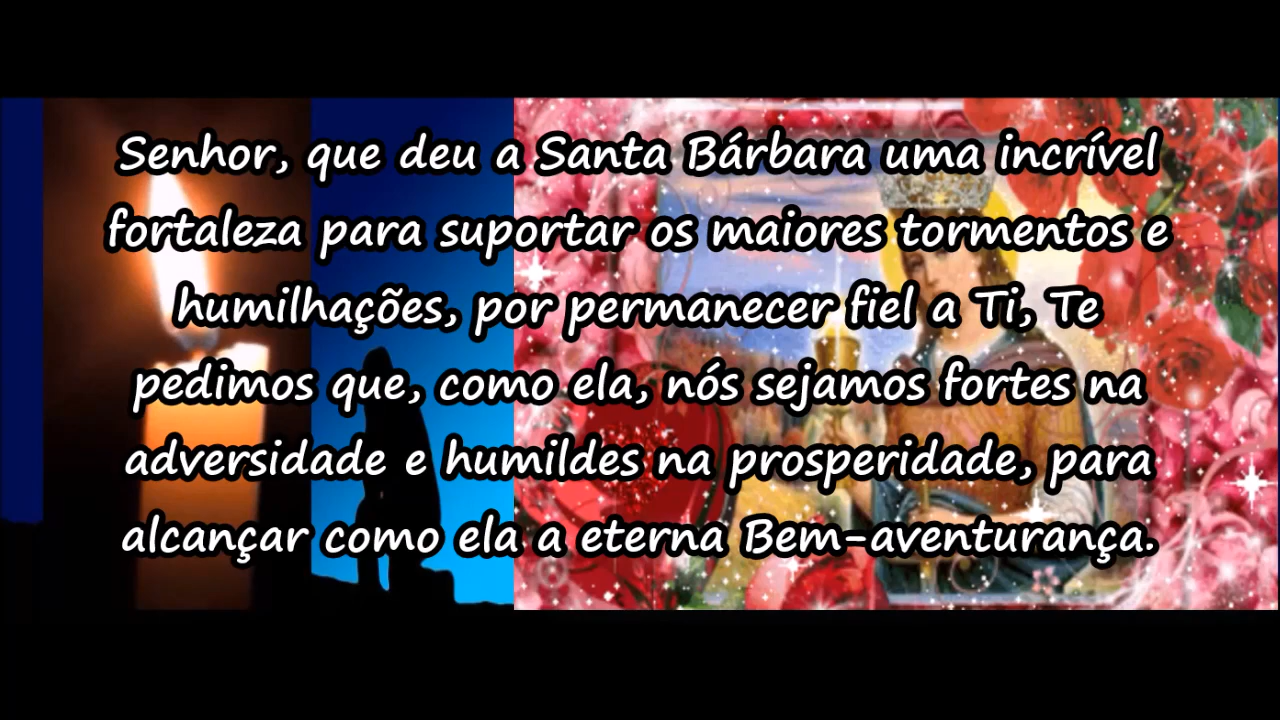 Senhor, que deu a Santa Bárbara uma incrível
fortaleza para suportar os maiores tormentos e
humilhações, por permanecer fiel a Ti, Te
pedimos que, como ela, nós sejamos fortes na
adversidade e humildes na prosperidade, para
alcançar como ela a eterna Bem-aventurança.